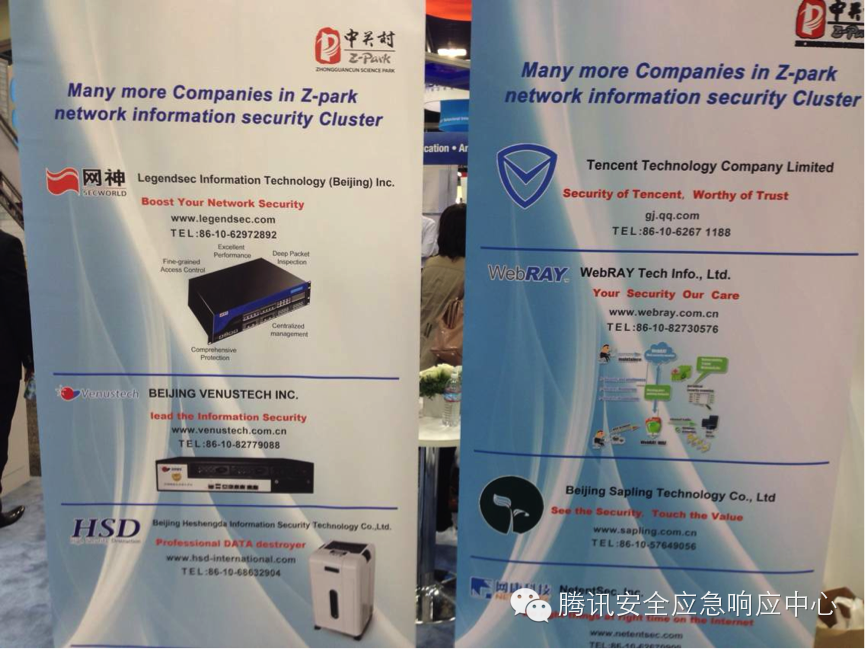 中关村
Z-Park
ZHONGGUANCUN SCIENCE PARK
Many more Companies in Z-park
network information security Cluster
网神
SECWORLD
Legendsec Information Technology (Beijing) Inc.
Boost Your Network Security
www.legendsec.com
TEL:86-10-62972892
Excellent
Performance
Fine-grained
Access Control
Deep Packet
Inspection
Centralized
management
Comprehensive
Protection
Venustech
BEIJING VENUSTECH INC.
lead the Information Security
www.venustech.com.cn
TEL:86-10-82779088
HSD
Beijing Heshengda Information Security Technology Co.,Ltd.
Professional DATA destroyer
www.hsd-international.com
TEL:86-10-68632904
cation • An
中关
Z-Pa
Many more Companies in Z-park
network information security Cluster
Tencent Technology Company Limited
Security of Tencent, Worthy of Trust
gj.qq.com
TEL:86-10-6267 1188
WebRAY
WebRAY Tech Info., Ltd.
Your Security Our Care
www.webray.com.cn
TEL:86-10-82730576
Beijing Sapling Technology Co., Ltd
See the Security, Touch the Value
www.sapling.com.cn
TEL:86-10-57649056
网康科技
NetentSec, Inc.
things at right time on the Internet
www.netentsec.com
腾讯安全应急响应中心